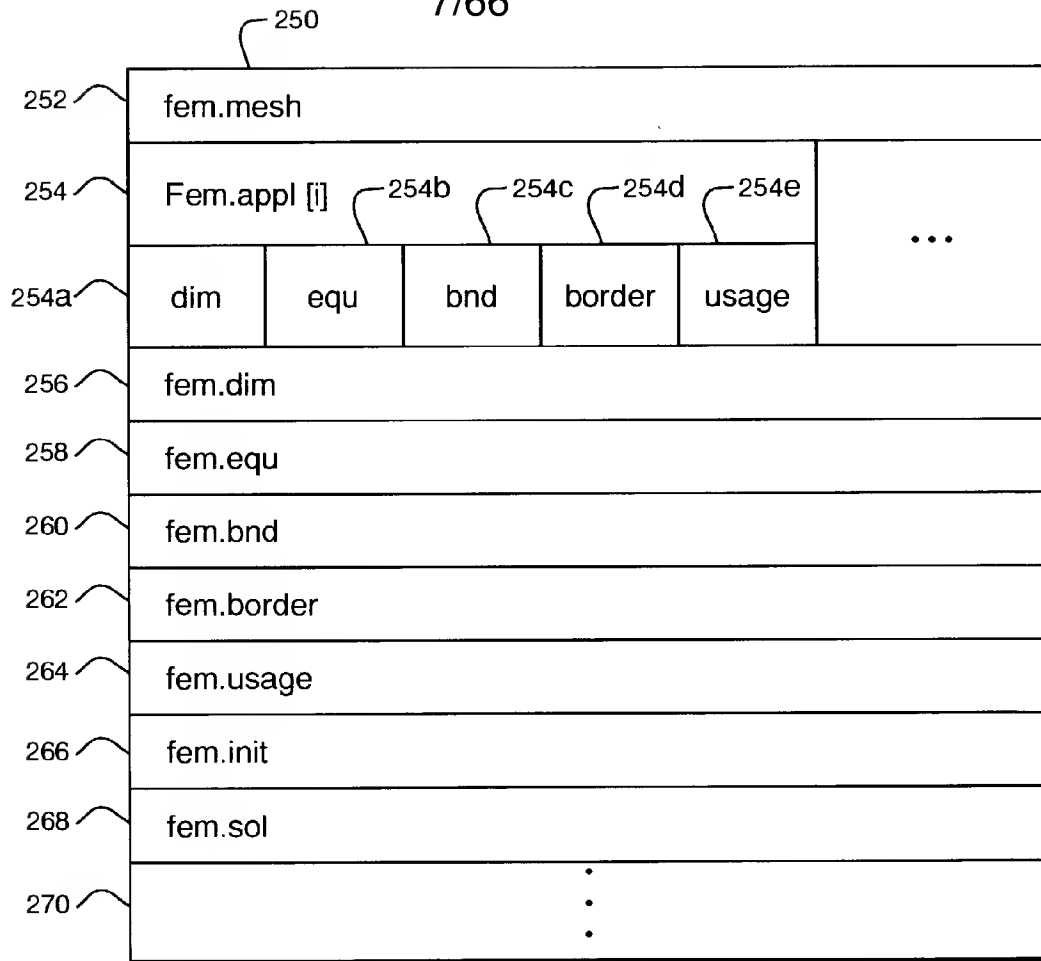 7/66
250
252 fem.mesh
254 Fem.appl [i] 254b 254c 254d 254e
...
254a dim equ bnd border usage
256 fem.dim
258 fem.equ
260 fem.bnd
262 fem.border
264 fem.usage
266 fem.init
268 fem.sol
270